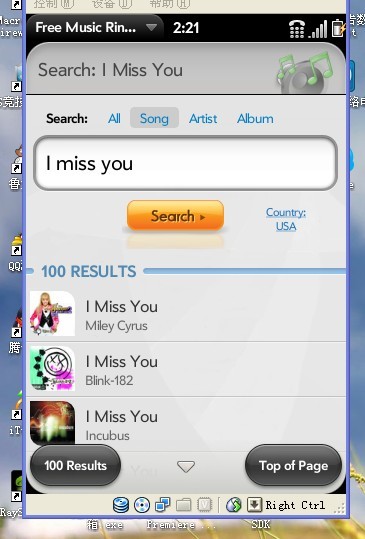 控制(M) 设备(D) 帮助(H)
Free Music Rin... 2:21
Search: I Miss You
Search: All Song Artist Album
I miss you
Search
Country:
USA
100 RESULTS
I Miss You
Miley Cyrus
I Miss You
Blink-182
I Miss You
Incubus
100 Results
Top of Page
Right Ctrl
SDK